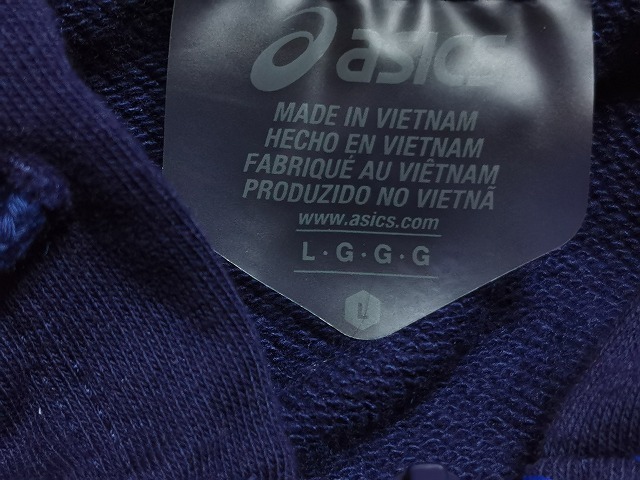 asics
MADE IN VIETNAM
HECHO EN VIETNAM
FABRIQUÉ AU VIÊTNAM
PRODUZIDO NO VIETNÃ
www.asics.com
L·G·G·G